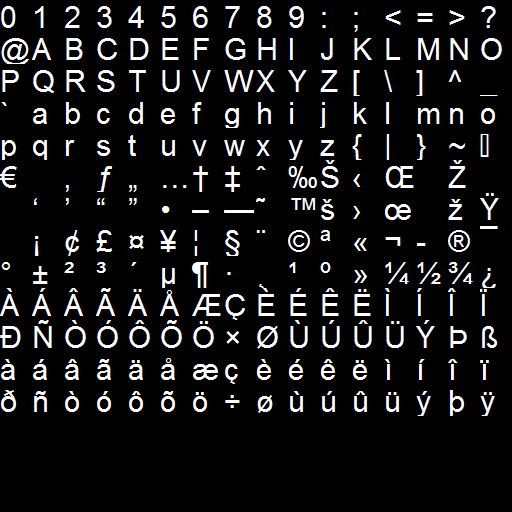 0 1 2 3 4 5 6 7 8 9 : ; < = > ?
@ A B C D E F G H I J K L M N O
P Q R S T U V W X Y Z [ \ ] ^ _
` a b c d e f g h i j k l m n o
p q r s t u v w x y z { | } ~ ▯
€ ‚ ƒ „ … † ‡ ˆ ‰ Š ‹ Œ Ž
‘ ’ “ ” • – — ˜ ™ š › œ ž Ÿ
¡ ¢ £ ¤ ¥ ¦ § ¨ © ª « ¬ - ® ¯
° ± ² ³ ´ µ ¶ · ¸ ¹ º » ¼ ½ ¾ ¿
À Á Â Ã Ä Å Æ Ç È É Ê Ë Ì Í Î Ï
Ð Ñ Ò Ó Ô Õ Ö × Ø Ù Ú Û Ü Ý Þ ß
à á â ã ä å æ ç è é ê ë ì í î ï
ð ñ ò ó ô õ ö ÷ ø ù ú û ü ý þ ÿ